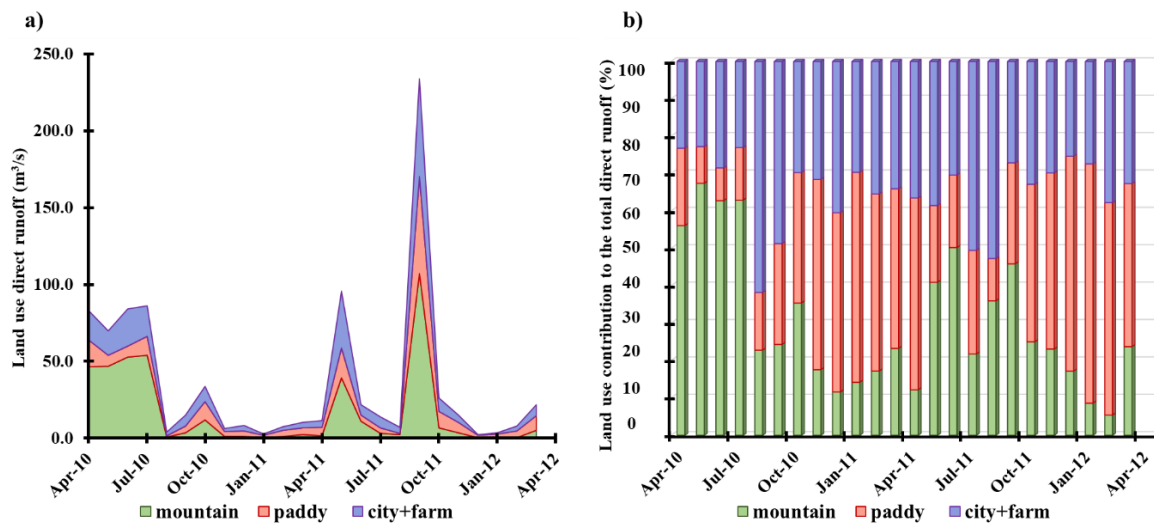 a)
Land use direct runoff (m³/s)
250.0
200.0
150.0
100.0
50.0
0.0
Apr-10
Jul-10
Oct-10
Jan-11
Apr-11
Jul-11
Oct-11
Jan-12
Apr-12
mountain paddy city+farm
b)
Land use contribution to the total direct runoff (%)
100
90
80
70
60
50
40
30
20
10
0
Apr-10
Jul-10
Oct-10
Jan-11
Apr-11
Jul-11
Oct-11
Jan-12
Apr-12
mountain paddy city+farm